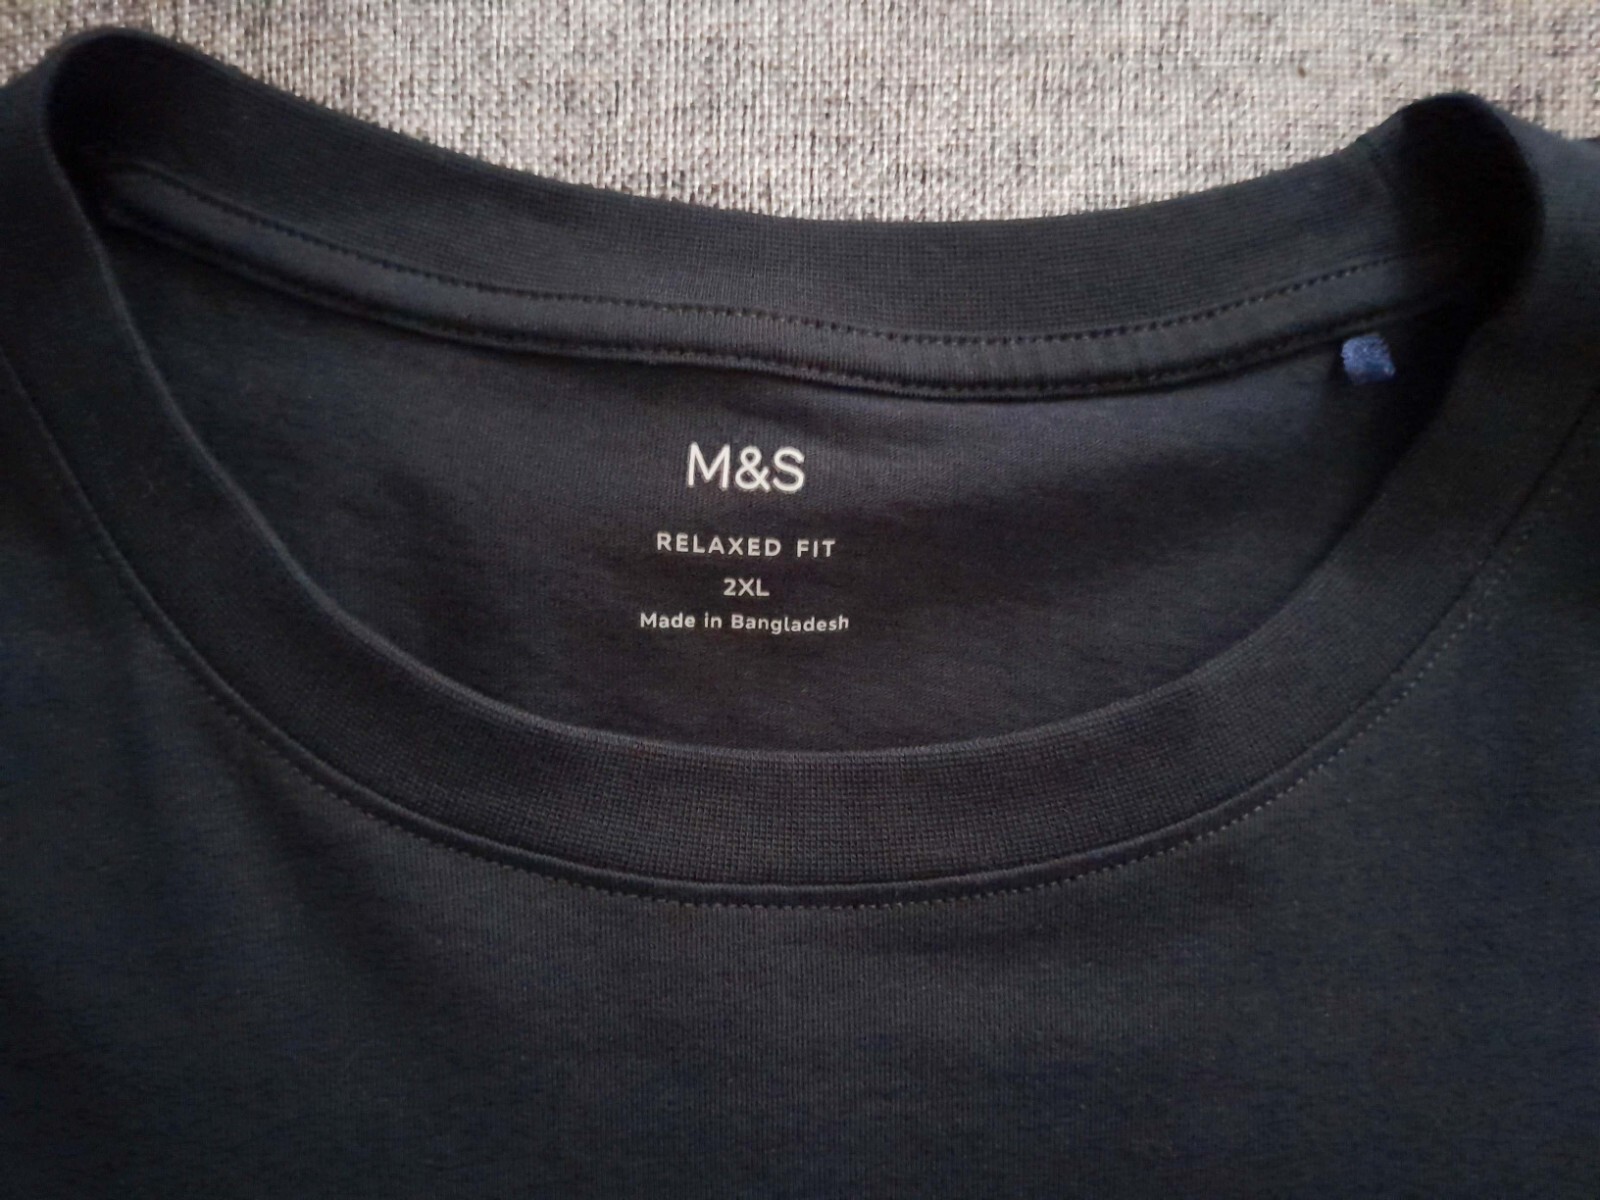 M&S
RELAXED FIT
2XL
Made in Bangladesh